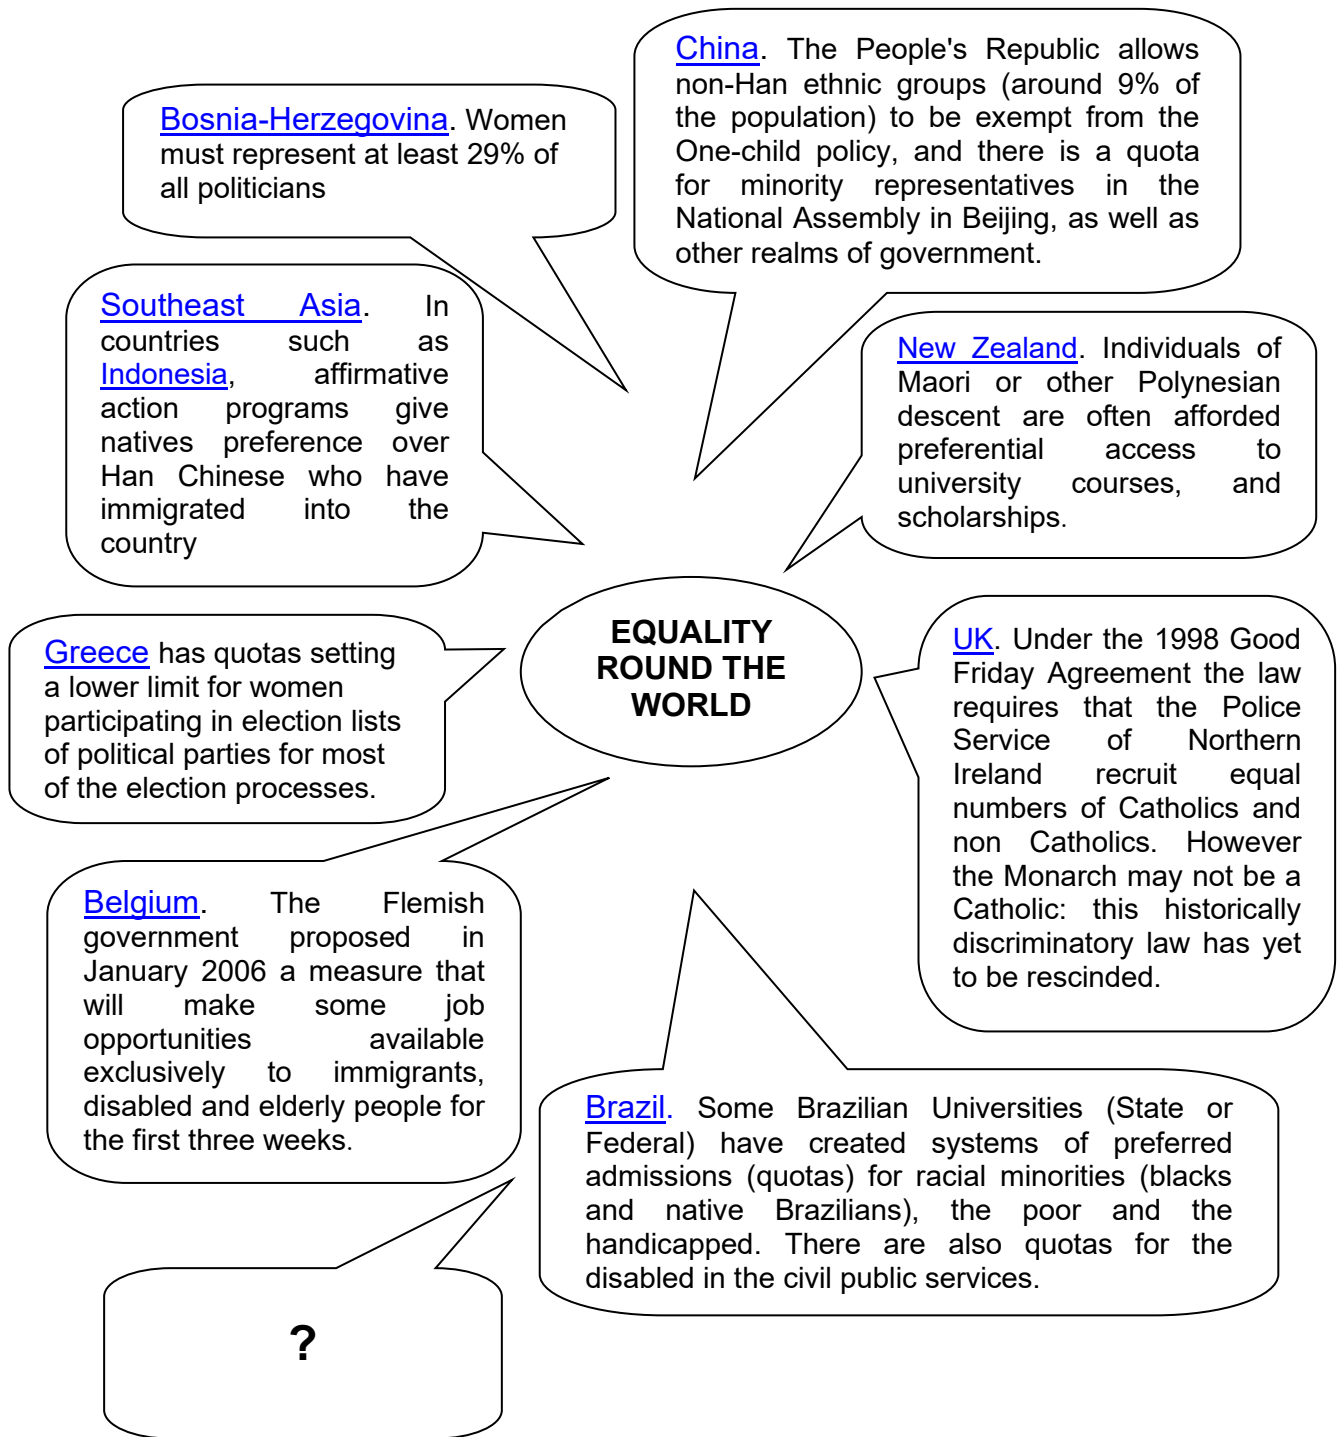 Bosnia-Herzegovina. Women
must represent at least 29% of
all politicians
China. The People's Republic allows
non-Han ethnic groups (around 9% of
the population) to be exempt from the
One-child policy, and there is a quota
for minority representatives in the
National Assembly in Beijing, as well as
other realms of government.
Southeast Asia. In
countries such as
Indonesia, affirmative
action programs give
natives preference over
Han Chinese who have
immigrated into the
country
New Zealand. Individuals of
Maori or other Polynesian
descent are often afforded
preferential access to
university courses, and
scholarships.
EQUALITY
ROUND THE
WORLD
Greece has quotas setting
a lower limit for women
participating in election lists
of political parties for most
of the election processes.
UK. Under the 1998 Good
Friday Agreement the law
requires that the Police
Service of Northern
Ireland recruit equal
numbers of Catholics and
non Catholics. However
the Monarch may not be a
Catholic: this historically
discriminatory law has yet
to be rescinded.
Belgium. The Flemish
government proposed in
January 2006 a measure that
will make some job
opportunities available
exclusively to immigrants,
disabled and elderly people for
the first three weeks.
Brazil. Some Brazilian Universities (State or
Federal) have created systems of preferred
admissions (quotas) for racial minorities (blacks
and native Brazilians), the poor and the
handicapped. There are also quotas for the
disabled in the civil public services.
?